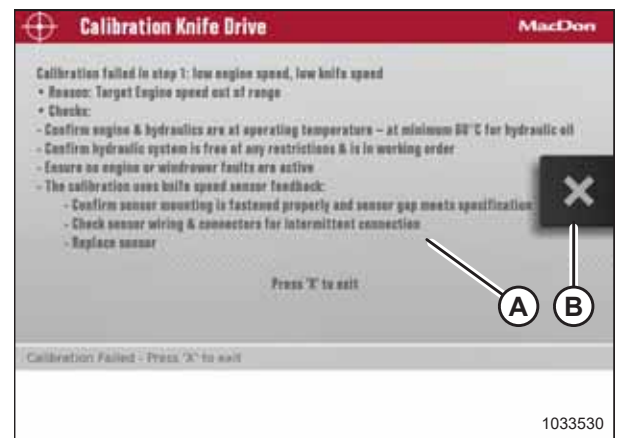 Calibration Knife Drive
MacDon
Calibration failed in step 1: low engine speed, low knife speed
• Reason: Target Engine speed out of range
• Checks:
- Confirm engine & hydraulics are at operating temperature – at minimum 60°C for hydraulic oil
- Confirm hydraulic system is free of any restrictions & is in working order
- Ensure no engine or windrower faults are active
- The calibration uses knife speed sensor feedback:
- Confirm sensor mounting is fastened properly and sensor gap meets specification
- Check sensor wiring & connectors for intermittent connection
- Replace sensor
Press 'X' to exit
A
B
Calibration Failed - Press 'X' to exit
1033530